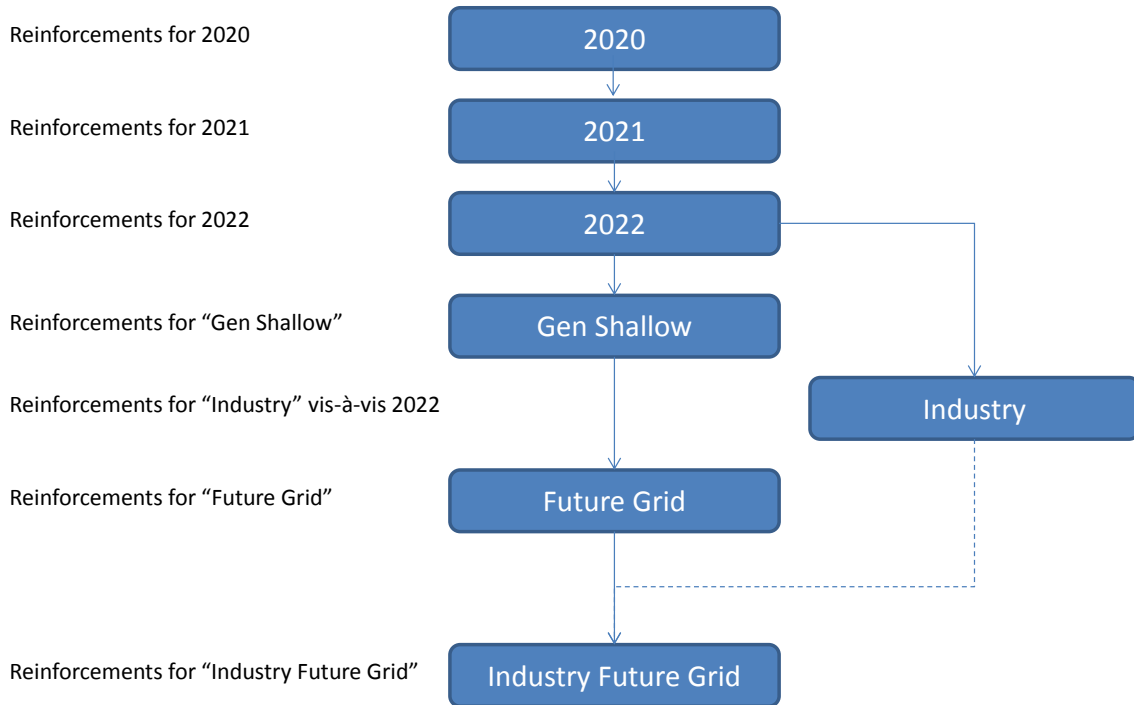 Reinforcements for 2020
2020
Reinforcements for 2021
2021
Reinforcements for 2022
2022
Reinforcements for “Gen Shallow”
Gen Shallow
Reinforcements for “Industry” vis-à-vis 2022
Industry
Reinforcements for “Future Grid”
Future Grid
Reinforcements for “Industry Future Grid”
Industry Future Grid